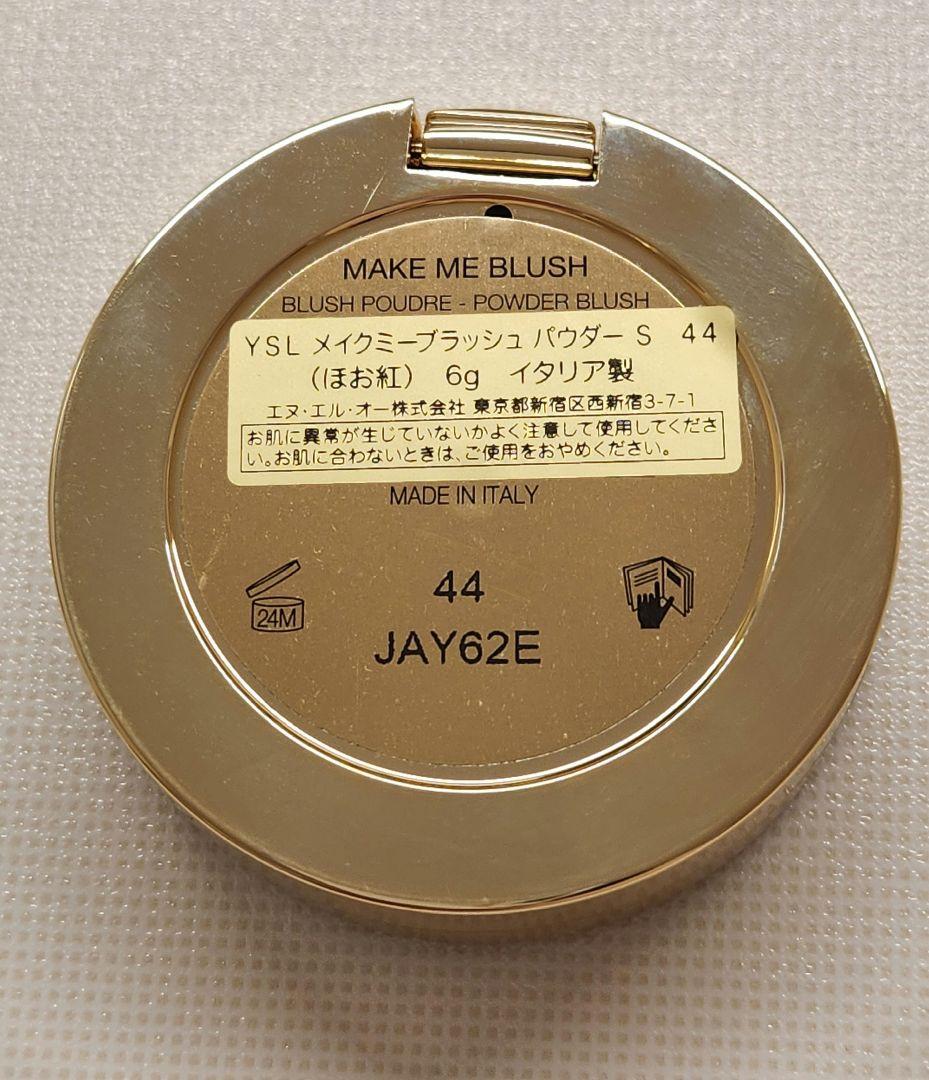 MAKE ME BLUSH
BLUSH POUDRE - POWDER BLUSH
YSL メイクミーブラッシュ パウダー S 44
（ほお紅） 6g イタリア製
エヌ・エル・オー株式会社 東京都新宿区西新宿3-7-1
お肌に異常が生じていないかよく注意して使用してくださ
い。お肌に合わないときは、ご使用をおやめください。
MADE IN ITALY
44
24M
JAY62E